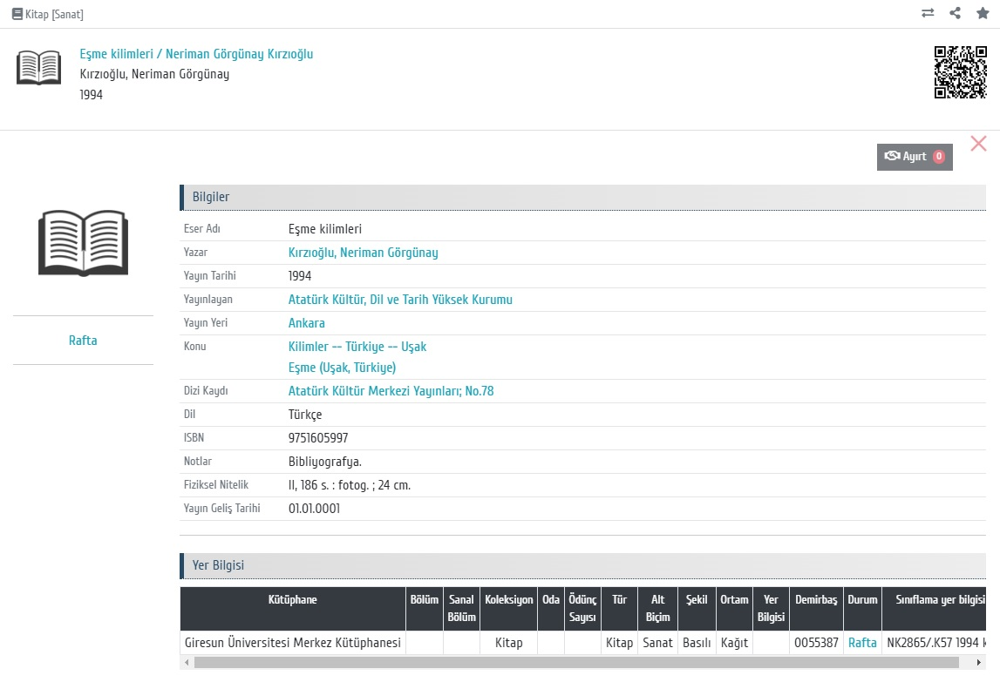 Kitap [Sanat]
Eşme kilimleri / Neriman Görgünay Kırzıoğlu
Kırzıoğlu, Neriman Görgünay
1994
Ayırt 0
Rafta
Bilgiler
Eser Adı Eşme kilimleri
Yazar Kırzıoğlu, Neriman Görgünay
Yayın Tarihi 1994
Yayınlayan Atatürk Kültür, Dil ve Tarih Yüksek Kurumu
Yayın Yeri Ankara
Konu Kilimler -- Türkiye -- Uşak
Eşme (Uşak, Türkiye)
Dizi Kaydı Atatürk Kültür Merkezi Yayınları; No.78
Dil Türkçe
ISBN 9751605997
Notlar Bibliyografya.
Fiziksel Nitelik II, 186 s. : fotog. ; 24 cm.
Yayın Geliş Tarihi 01.01.0001
Yer Bilgisi
Kütüphane Bölüm Sanal Bölüm Koleksiyon Oda Ödünç Sayısı Tür Alt Biçim Şekil Ortam Yer Bilgisi Demirbaş Durum Sınıflama yer bilgisi
Giresun Üniversitesi Merkez Kütüphanesi Kitap Kitap Sanat Basılı Kağıt 0055387 Rafta NK2865/.K57 1994 k